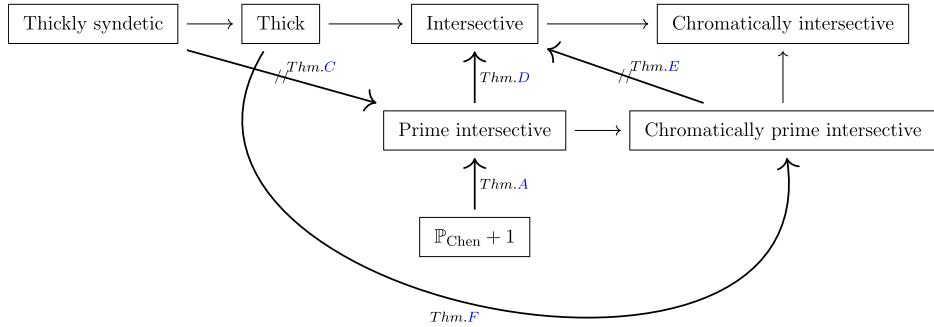 Thickly syndetic
Thick
Intersective
Chromatically intersective
Thm.C
Thm.D
Thm.E
Prime intersective
Chromatically prime intersective
Thm.A
ℙ_Chen + 1
Thm.F